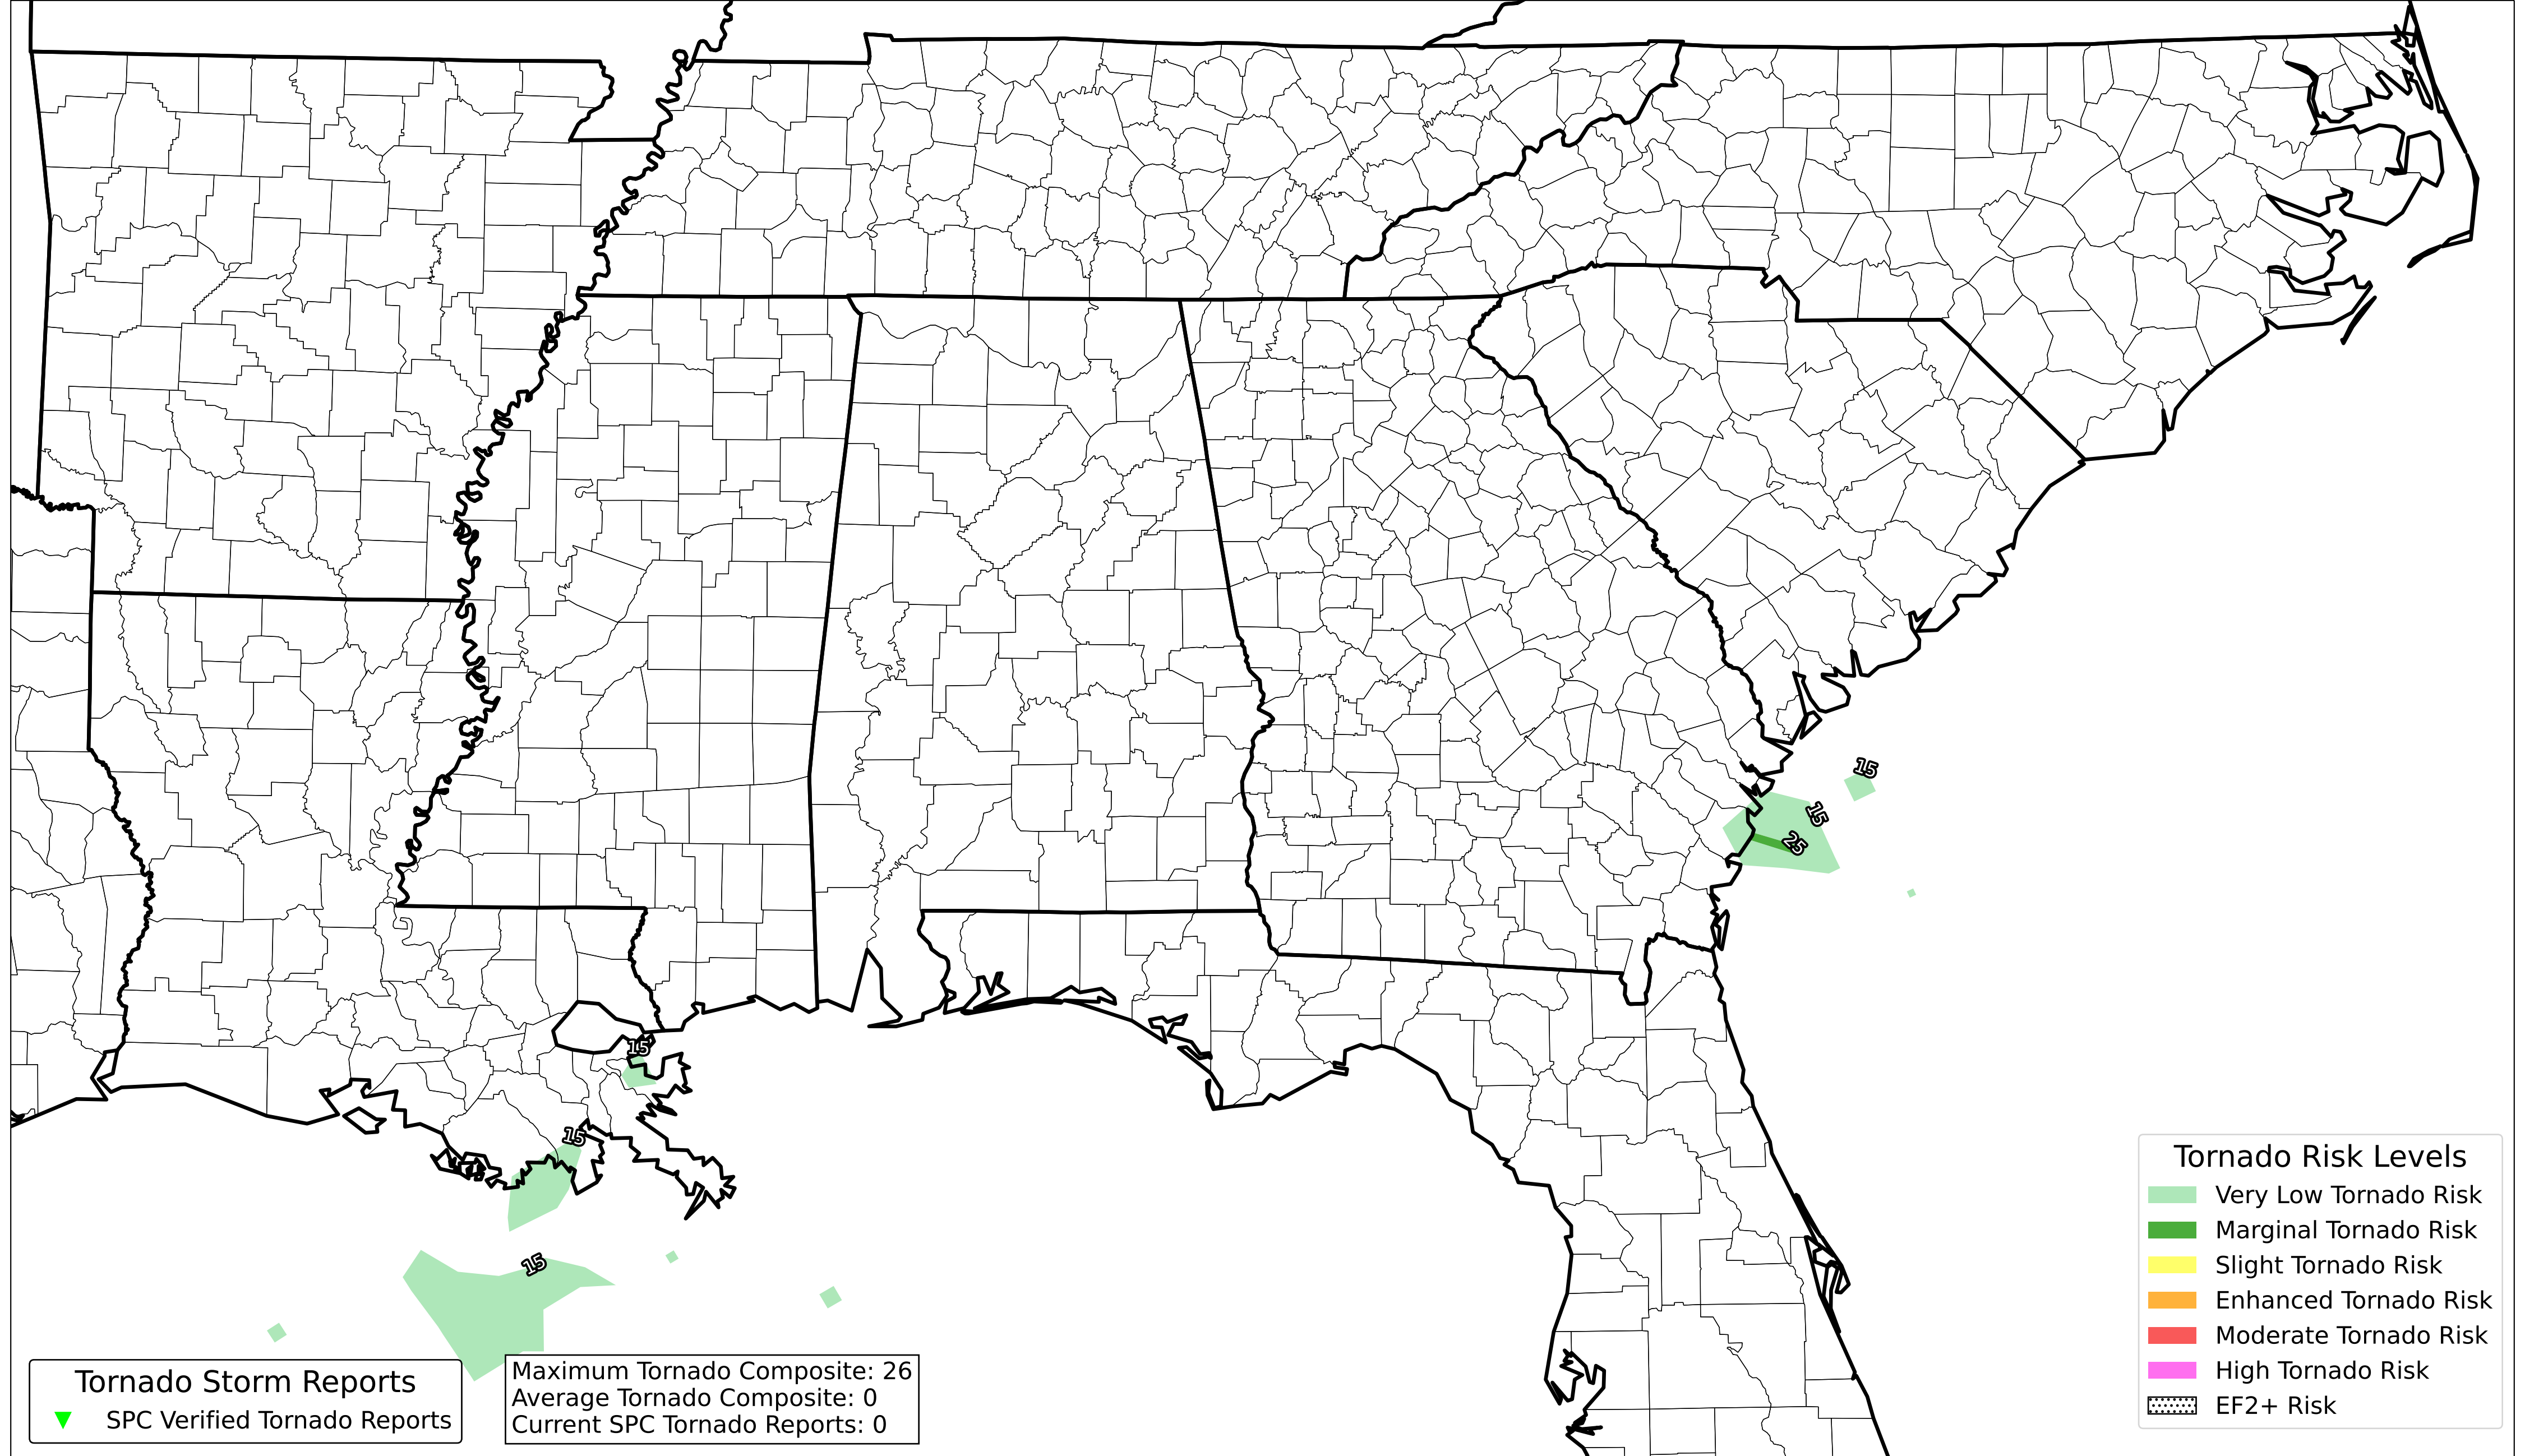 15
15
25
15
15
15
Tornado Risk Levels
Very Low Tornado Risk
Marginal Tornado Risk
Slight Tornado Risk
Enhanced Tornado Risk
Moderate Tornado Risk
High Tornado Risk
EF2+ Risk
Tornado Storm Reports
SPC Verified Tornado Reports
Maximum Tornado Composite: 26
Average Tornado Composite: 0
Current SPC Tornado Reports: 0